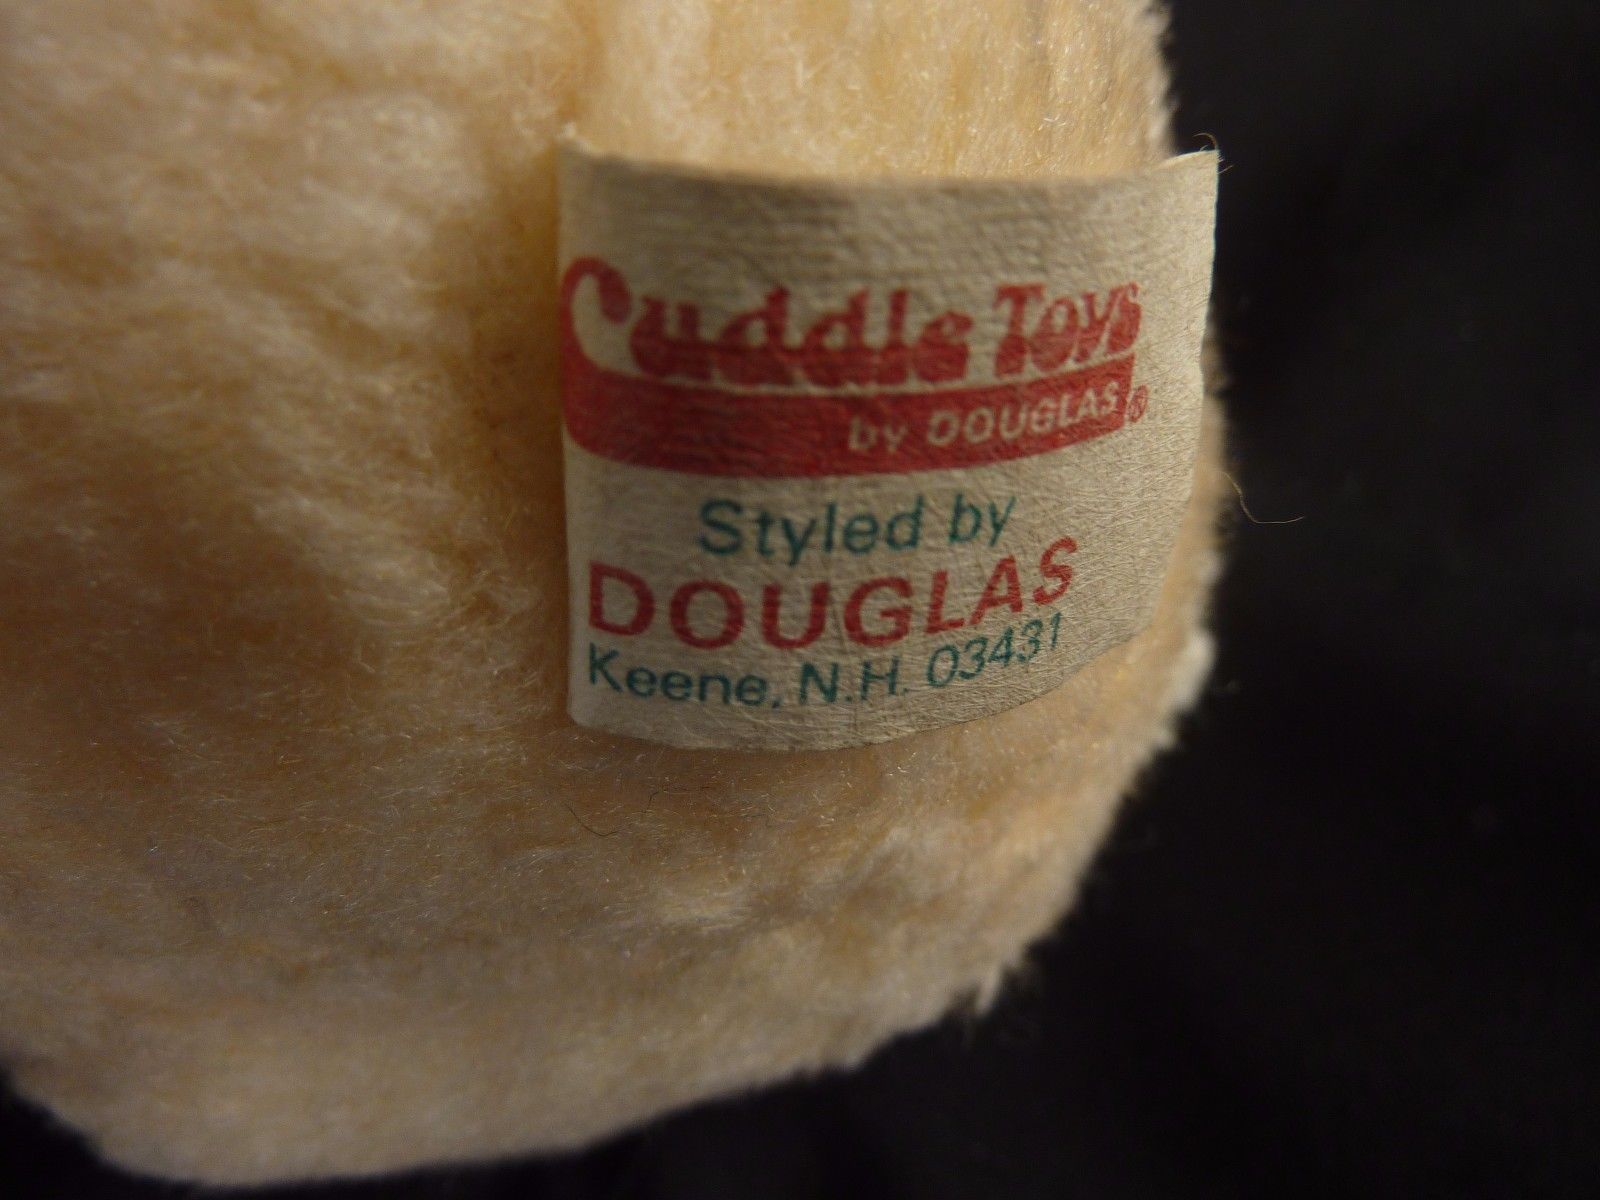 Cuddle Toys
by DOUGLAS®
Styled by
DOUGLAS
Keene, N.H. 03431